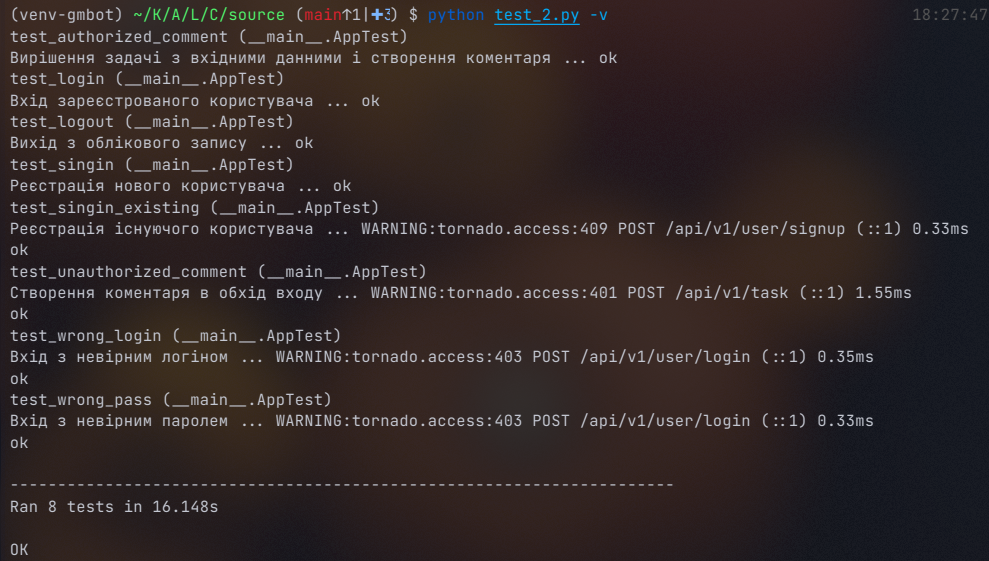 (venv-gmbot) ~/K/A/L/C/source (main↑1|✚3) $ python test_2.py -v 18:27:47
test_authorized_comment (__main__.AppTest)
Вирішення задачі з вхідними данними і створення коментаря ... ok
test_login (__main__.AppTest)
Вхід зареєстрованого користувача ... ok
test_logout (__main__.AppTest)
Вихід з облікового запису ... ok
test_singin (__main__.AppTest)
Реєстрація нового користувача ... ok
test_singin_existing (__main__.AppTest)
Реєстрація існуючого користувача ... WARNING:tornado.access:409 POST /api/v1/user/signup (::1) 0.33ms
ok
test_unauthorized_comment (__main__.AppTest)
Створення коментаря в обхід входу ... WARNING:tornado.access:401 POST /api/v1/task (::1) 1.55ms
ok
test_wrong_login (__main__.AppTest)
Вхід з невірним логіном ... WARNING:tornado.access:403 POST /api/v1/user/login (::1) 0.35ms
ok
test_wrong_pass (__main__.AppTest)
Вхід з невірним паролем ... WARNING:tornado.access:403 POST /api/v1/user/login (::1) 0.33ms
ok
----------------------------------------------------------------------
Ran 8 tests in 16.148s
OK